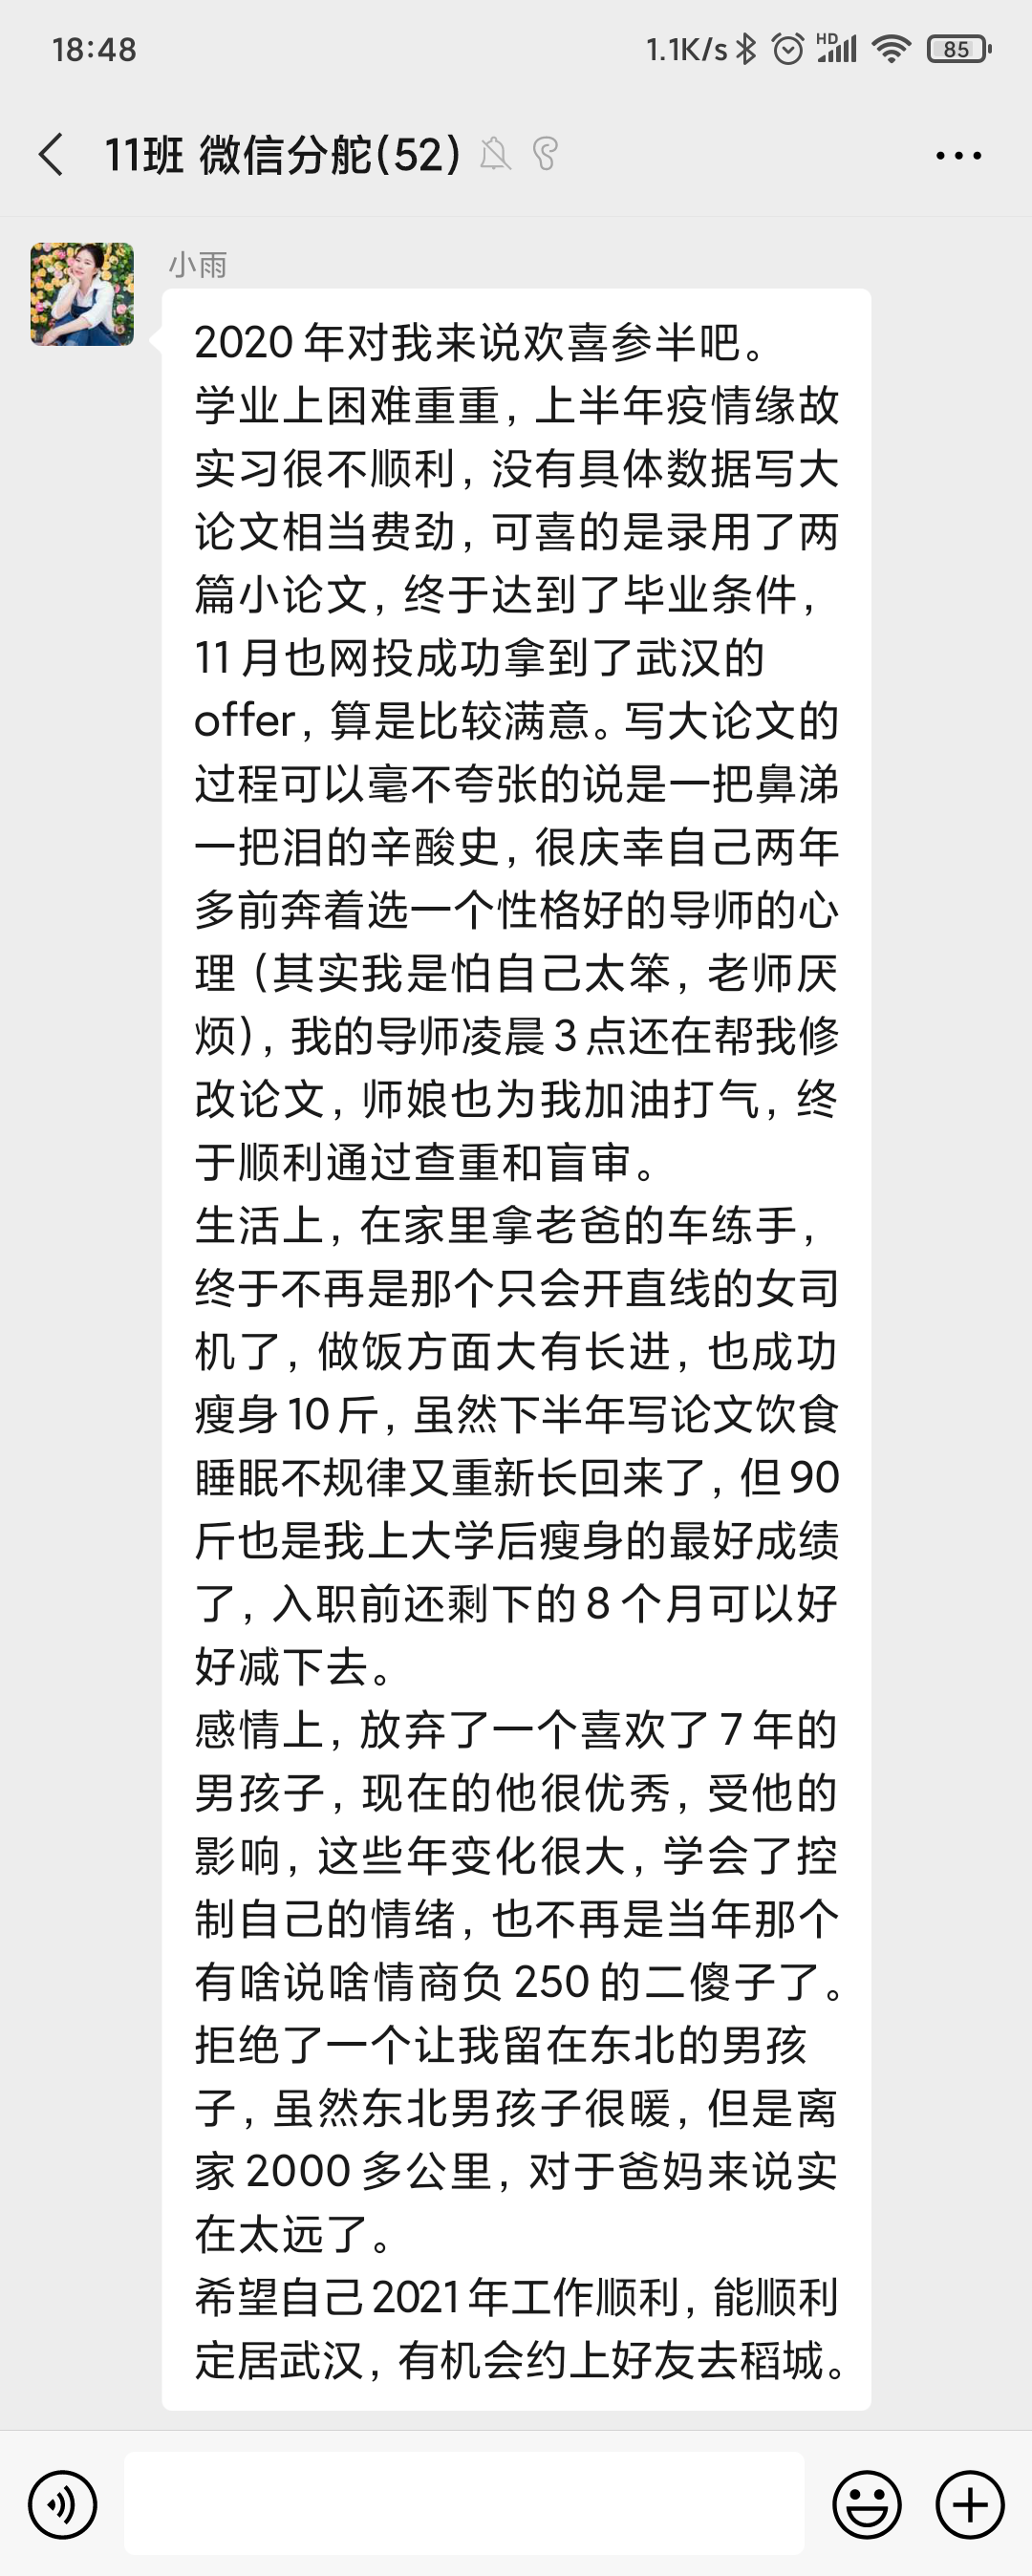 18:48
1.1K/s HD 85
11班 微信分舵(52)
小雨
2020 年对我来说欢喜参半吧。
学业上困难重重，上半年疫情缘故
实习很不顺利，没有具体数据写大
论文相当费劲，可喜的是录用了两
篇小论文，终于达到了毕业条件，
11 月也网投成功拿到了武汉的
offer，算是比较满意。写大论文的
过程可以毫不夸张的说是一把鼻涕
一把泪的辛酸史，很庆幸自己两年
多前奔着选一个性格好的导师的心
理（其实我是怕自己太笨，老师厌
烦），我的导师凌晨 3 点还在帮我修
改论文，师娘也为我加油打气，终
于顺利通过查重和盲审。
生活上，在家里拿老爸的车练手，
终于不再是那个只会开直线的女司
机了，做饭方面大有长进，也成功
瘦身 10 斤，虽然下半年写论文饮食
睡眠不规律又重新长回来了，但 90
斤也是我上大学后瘦身的最好成绩
了，入职前还剩下的 8 个月可以好
好减下去。
感情上，放弃了一个喜欢了 7 年的
男孩子，现在的他很优秀，受他的
影响，这些年变化很大，学会了控
制自己的情绪，也不再是当年那个
有啥说啥情商负 250 的二傻子了。
拒绝了一个让我留在东北的男孩
子，虽然东北男孩子很暖，但是离
家 2000 多公里，对于爸妈来说实
在太远了。
希望自己 2021 年工作顺利，能顺利
定居武汉，有机会约上好友去稻城。